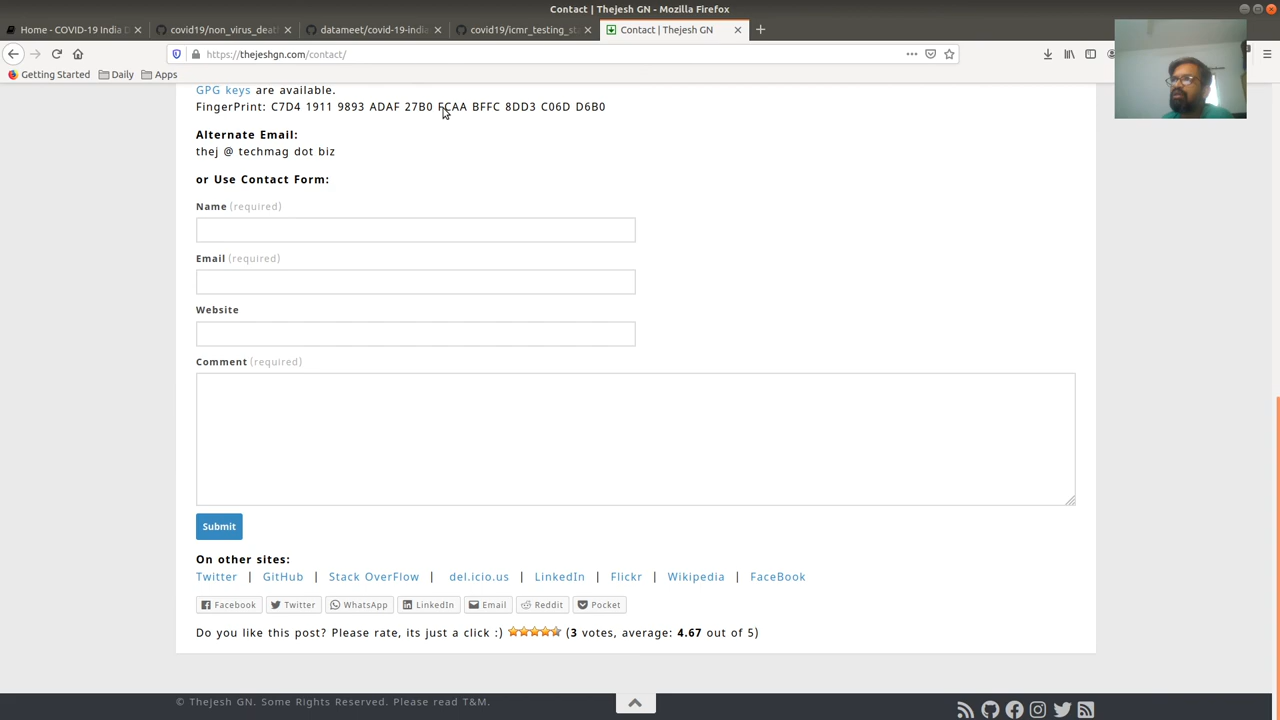 Contact | Thejesh GN - Mozilla Firefox
Home - COVID-19 India D
covid19/non_virus_deat
datameet/covid-19-india
covid19/icmr_testing_st
Contact | Thejesh GN
https://thejeshgn.com/contact/
Getting Started
Daily
Apps
GPG keys are available.
FingerPrint: C7D4 1911 9893 ADAF 27B0 FCAA BFFC 8DD3 C06D D6B0
Alternate Email:
thej @ techmag dot biz
or Use Contact Form:
Name (required)
Email (required)
Website
Comment (required)
Submit
On other sites:
Twitter | GitHub | Stack OverFlow | del.icio.us | LinkedIn | Flickr | Wikipedia | FaceBook
Facebook Twitter WhatsApp LinkedIn Email Reddit Pocket
Do you like this post? Please rate, its just a click :) (3 votes, average: 4.67 out of 5)
© Thejesh GN. Some Rights Reserved. Please read T&M.